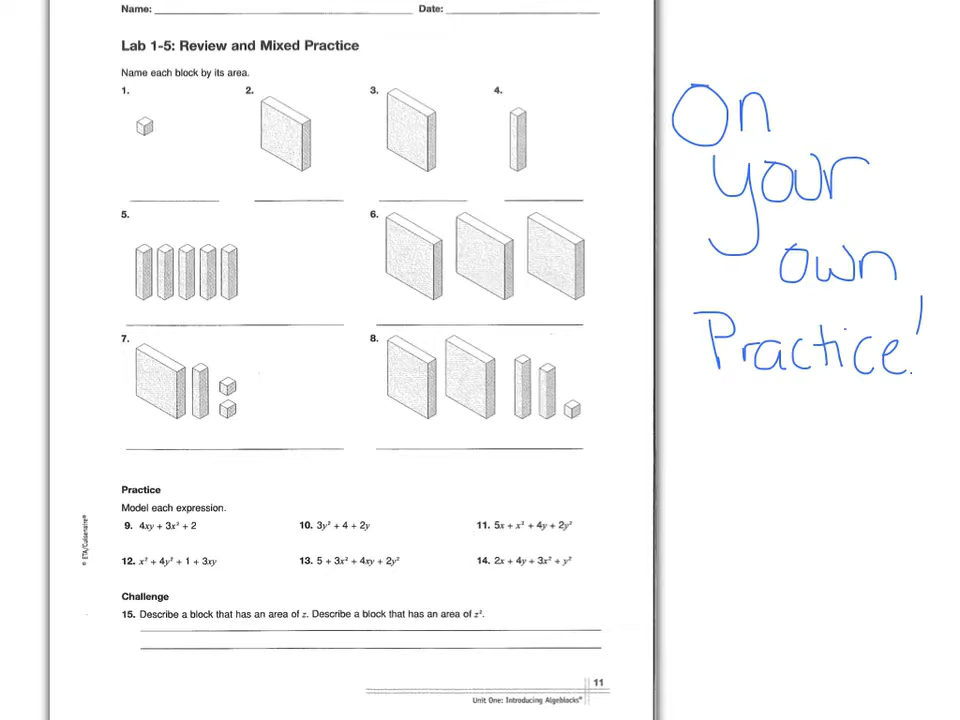 Name: Date:
Lab 1-5: Review and Mixed Practice
Name each block by its area.
1. 2. 3. 4.
5. 6.
7. 8.
Practice
Model each expression.
9. 4xy + 3x² + 2 10. 3y² + 4 + 2y 11. 5x + x² + 4y + 2y²
12. x² + 4y² + 1 + 3xy 13. 5 + 3x² + 4xy + 2y² 14. 2x + 4y + 3x² + y²
Challenge
15. Describe a block that has an area of z. Describe a block that has an area of z².
11
Unit One: Introducing Algeblocks®
© ETA/Cuisenaire®
On
your
own
Practice!